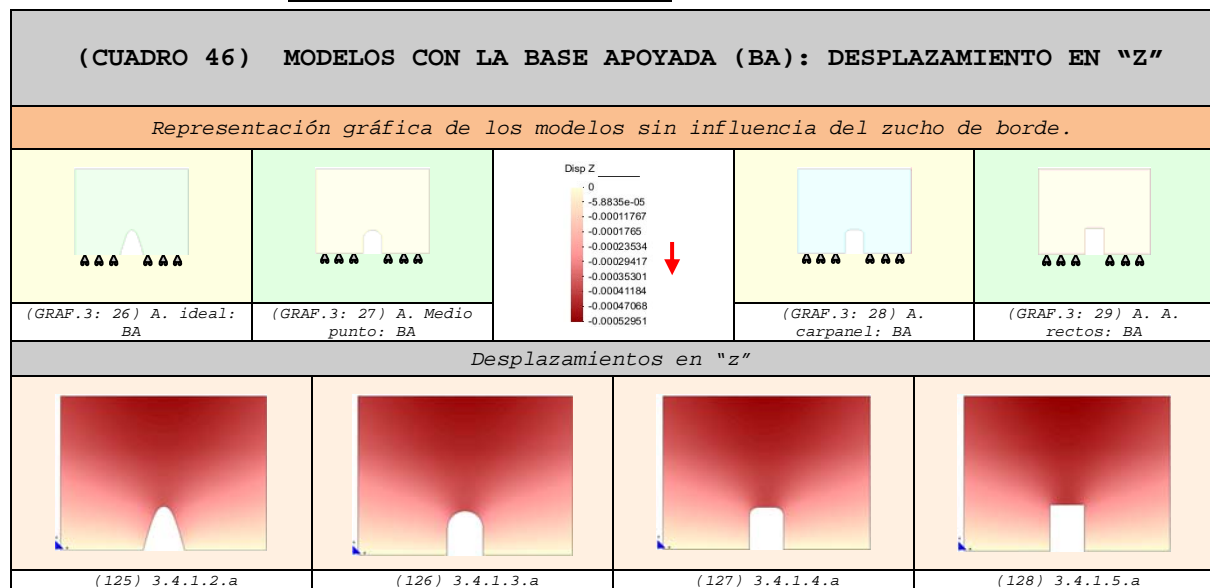 (CUADRO 46) MODELOS CON LA BASE APOYADA (BA): DESPLAZAMIENTO EN “Z”
Representación gráfica de los modelos sin influencia del zucho de borde.
Disp Z
0
-5.8835e-05
-0.00011767
-0.0001765
-0.00023534
-0.00029417
-0.00035301
-0.00041184
-0.00047068
-0.00052951
(GRAF.3: 26) A. ideal:
BA
(GRAF.3: 27) A. Medio
punto: BA
(GRAF.3: 28) A.
carpanel: BA
(GRAF.3: 29) A. A.
rectos: BA
Desplazamientos en “z”
(125) 3.4.1.2.a
(126) 3.4.1.3.a
(127) 3.4.1.4.a
(128) 3.4.1.5.a